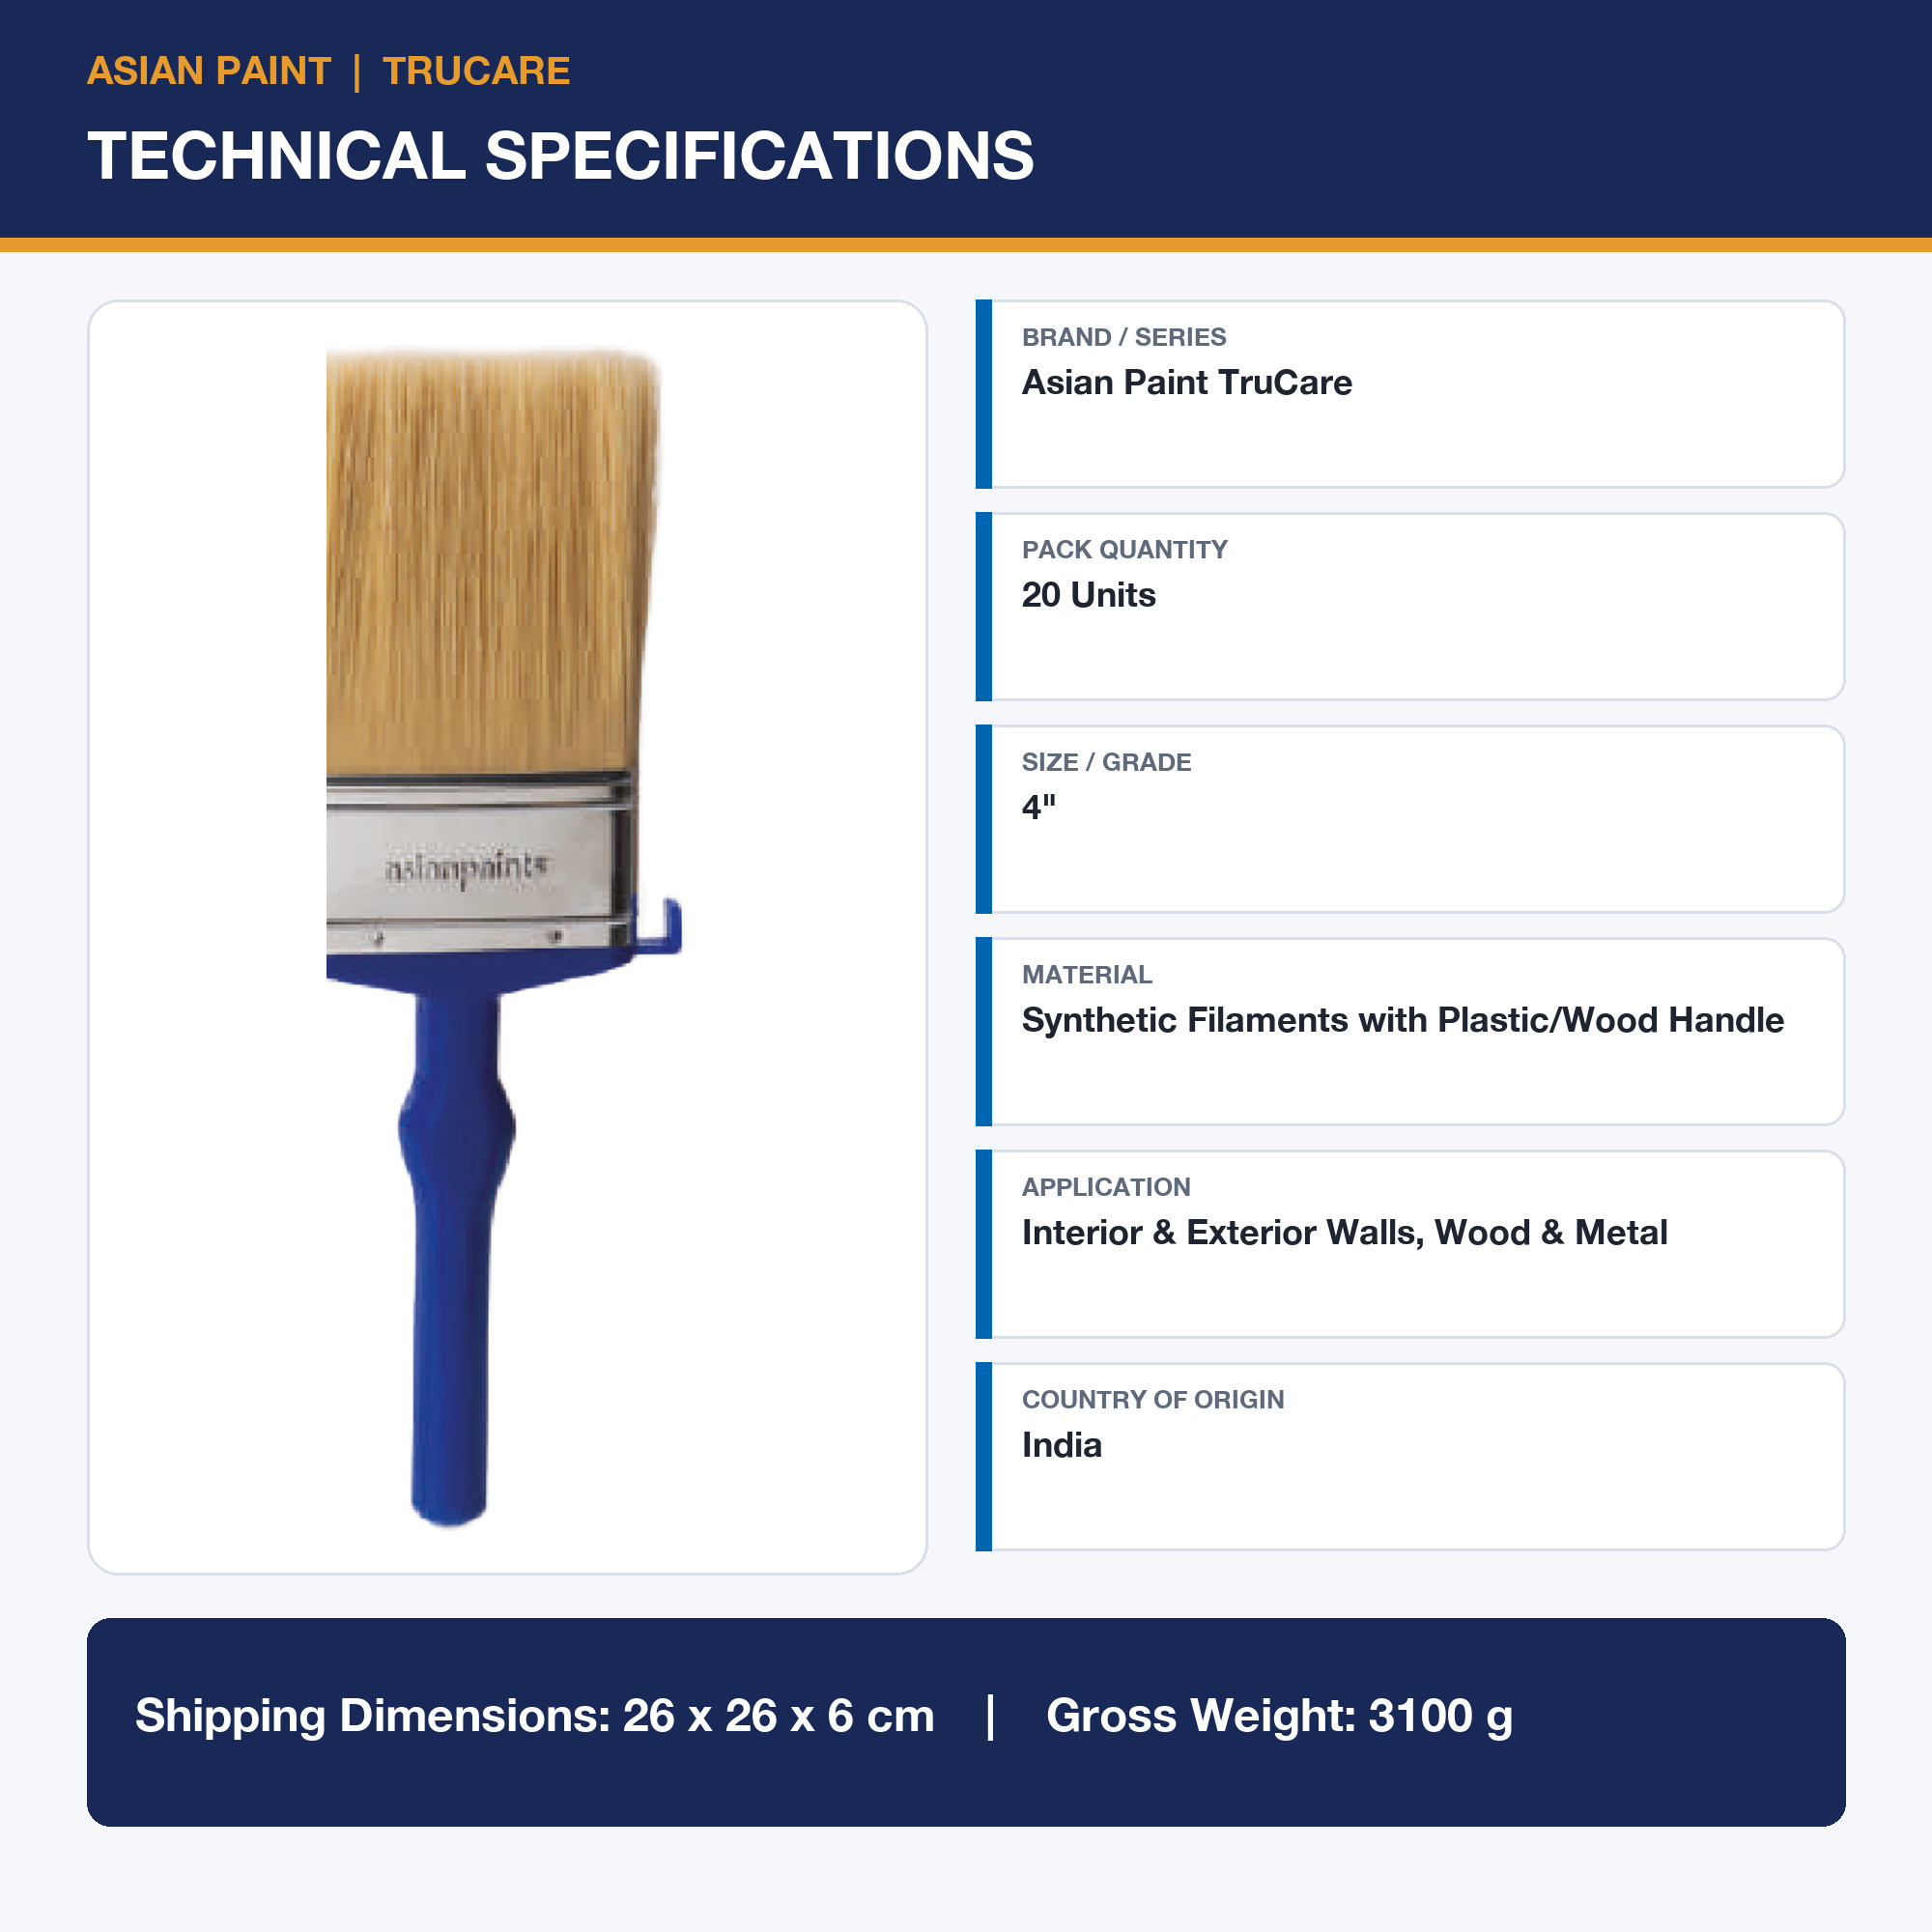 ASIAN PAINT | TRUCARE
TECHNICAL SPECIFICATIONS
asianpaints
BRAND / SERIES
Asian Paint TruCare
PACK QUANTITY
20 Units
SIZE / GRADE
4"
MATERIAL
Synthetic Filaments with Plastic/Wood Handle
APPLICATION
Interior & Exterior Walls, Wood & Metal
COUNTRY OF ORIGIN
India
Shipping Dimensions: 26 x 26 x 6 cm | Gross Weight: 3100 g